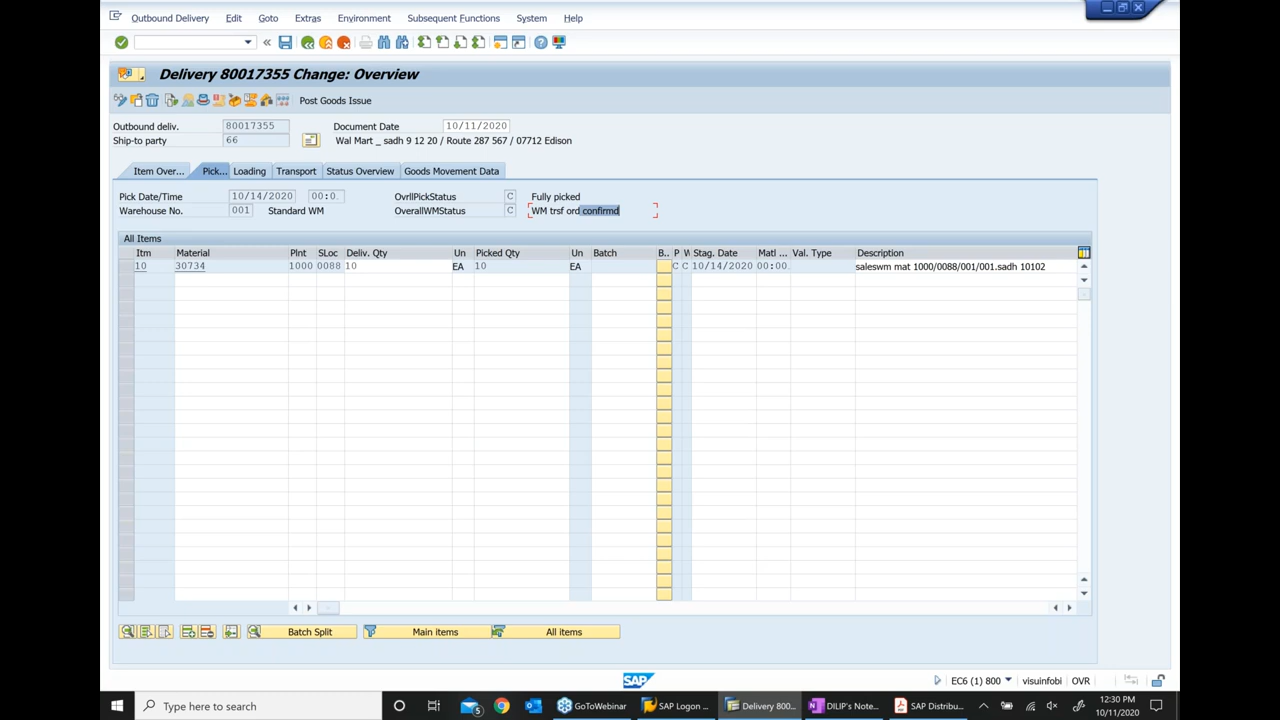 Outbound Delivery Edit Goto Extras Environment Subsequent Functions System Help
Delivery 80017355 Change: Overview
Post Goods Issue
Outbound deliv. 80017355 Document Date 10/11/2020
Ship-to party 66 Wal Mart _ sadh 9 12 20 / Route 287 567 / 07712 Edison
Item Over... Pick... Loading Transport Status Overview Goods Movement Data
Pick Date/Time 10/14/2020 00:0. OvrllPickStatus C Fully picked
Warehouse No. 001 Standard WM OverallWMStatus C WM trsf ord confirmd
All Items
Itm Material Plnt SLoc Deliv. Qty Un Picked Qty Un Batch B.. P W Stag. Date Matl ... Val. Type Description
10 30734 1000 0088 10 EA 10 EA C C 10/14/2020 00:00. saleswm mat 1000/0088/001/001.sadh 10102
Batch Split Main items All items
SAP
EC6 (1) 800 visuinfobi OVR
Type here to search 5 GoToWebinar SAP Logon ... Delivery 800... DILIP's Note... SAP Distribu... 12:30 PM
10/11/2020